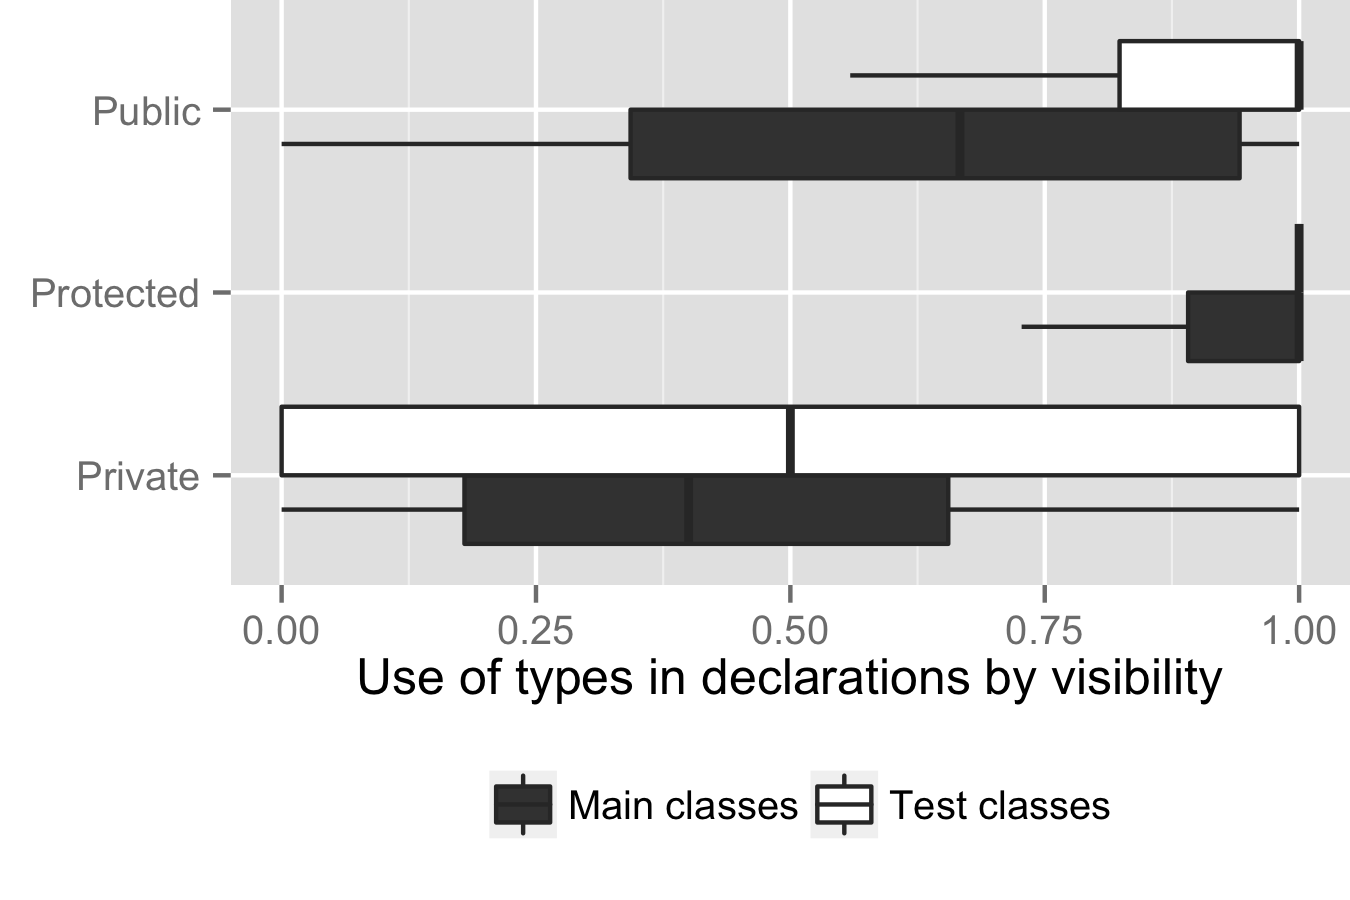 Public
Protected
Private
0.00 0.25 0.50 0.75 1.00
Use of types in declarations by visibility
Main classes Test classes